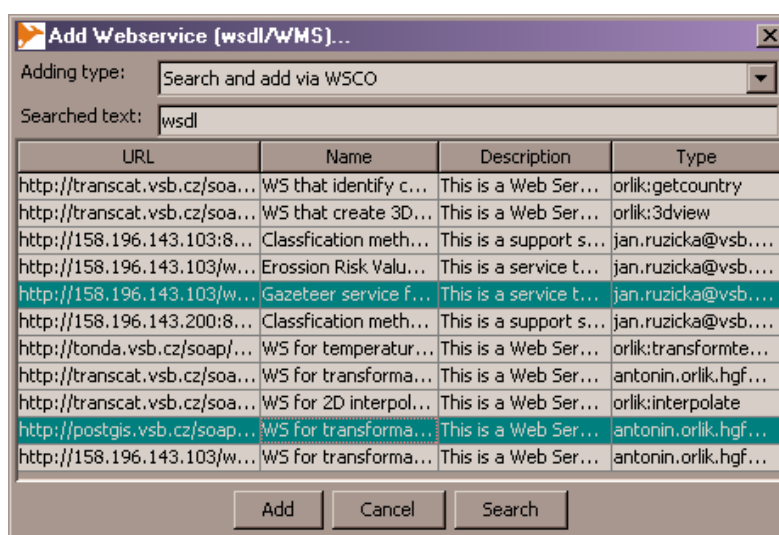 Add Webservice (wsdl/WMS)...
Adding type: Search and add via WSCO
Searched text: wsdl
URL Name Description Type
http://transcat.vsb.cz/soa... WS that identify c... This is a Web Ser... orlik:getcountry
http://transcat.vsb.cz/soa... WS that create 3D... This is a Web Ser... orlik:3dview
http://158.196.143.103:8... Classfication meth... This is a support s... jan.ruzicka@vsb....
http://158.196.143.103/w... Erossion Risk Valu... This is a service t... jan.ruzicka@vsb....
http://158.196.143.103/w... Gazeteer service f... This is a service t... jan.ruzicka@vsb....
http://158.196.143.200:8... Classfication meth... This is a support s... jan.ruzicka@vsb....
http://tonda.vsb.cz/soap/... WS for temperatur... This is a Web Ser... orlik:transformte...
http://transcat.vsb.cz/soa... WS for transforma... This is a Web Ser... antonin.orlik.hgf...
http://transcat.vsb.cz/soa... WS for 2D interpol... This is a Web Ser... orlik:interpolate
http://postgis.vsb.cz/soap... WS for transforma... This is a Web Ser... antonin.orlik.hgf...
http://158.196.143.103/w... WS for transforma... This is a Web Ser... antonin.orlik.hgf...
Add Cancel Search